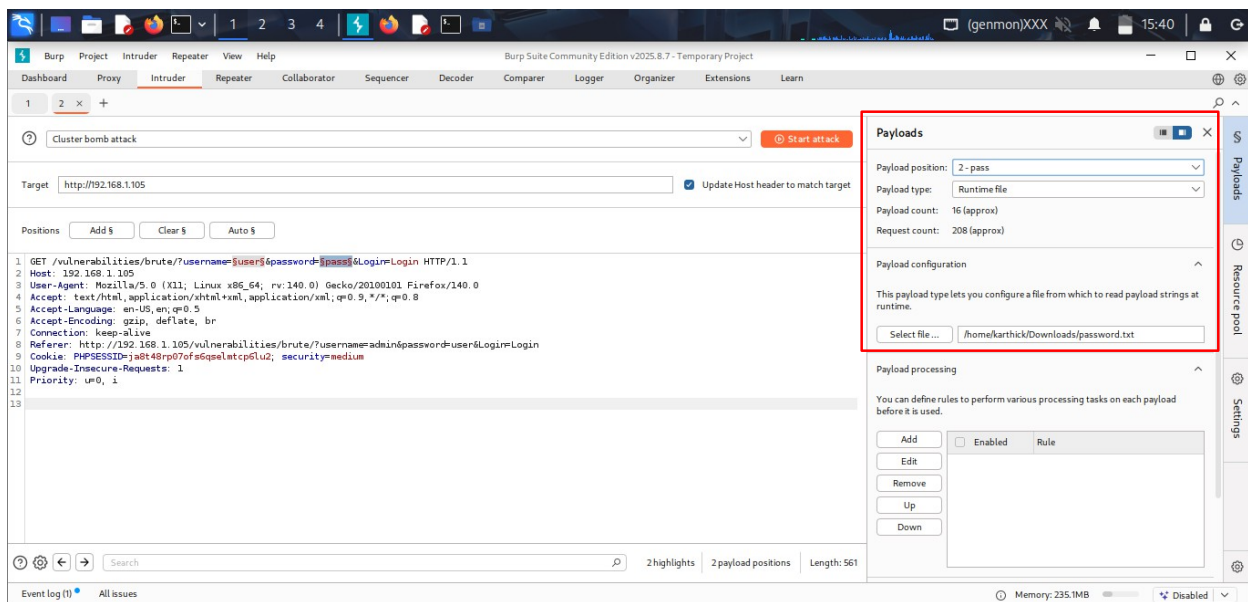 1 2 3 4 (genmon)XXX 15:40
Burp Project Intruder Repeater View Help Burp Suite Community Edition v2025.8.7 - Temporary Project
Dashboard Proxy Intruder Repeater Collaborator Sequencer Decoder Comparer Logger Organizer Extensions Learn
1 2 × +
Cluster bomb attack Start attack
Target http://192.168.1.105 Update Host header to match target
Positions Add § Clear § Auto §
1 GET /vulnerabilities/brute/?username=§user§&password=§pass§&Login=Login HTTP/1.1
2 Host: 192.168.1.105
3 User-Agent: Mozilla/5.0 (X11; Linux x86_64; rv:140.0) Gecko/20100101 Firefox/140.0
4 Accept: text/html,application/xhtml+xml,application/xml;q=0.9,*/*;q=0.8
5 Accept-Language: en-US,en;q=0.5
6 Accept-Encoding: gzip, deflate, br
7 Connection: keep-alive
8 Referer: http://192.168.1.105/vulnerabilities/brute/?username=admin&password=user&Login=Login
9 Cookie: PHPSESSID=ja8t48rp07ofs6qselmtcp6lu2; security=medium
10 Upgrade-Insecure-Requests: 1
11 Priority: u=0, i
12
13
Search 2 highlights 2 payload positions Length: 561
Payloads
Payload position: 2 - pass
Payload type: Runtime file
Payload count: 16 (approx)
Request count: 208 (approx)
Payload configuration
This payload type lets you configure a file from which to read payload strings at
runtime.
Select file ... /home/karthick/Downloads/password.txt
Payload processing
You can define rules to perform various processing tasks on each payload
before it is used.
Add Enabled Rule
Edit
Remove
Up
Down
Payloads
Resource pool
Settings
Event log (1) All issues Memory: 235.1MB Disabled